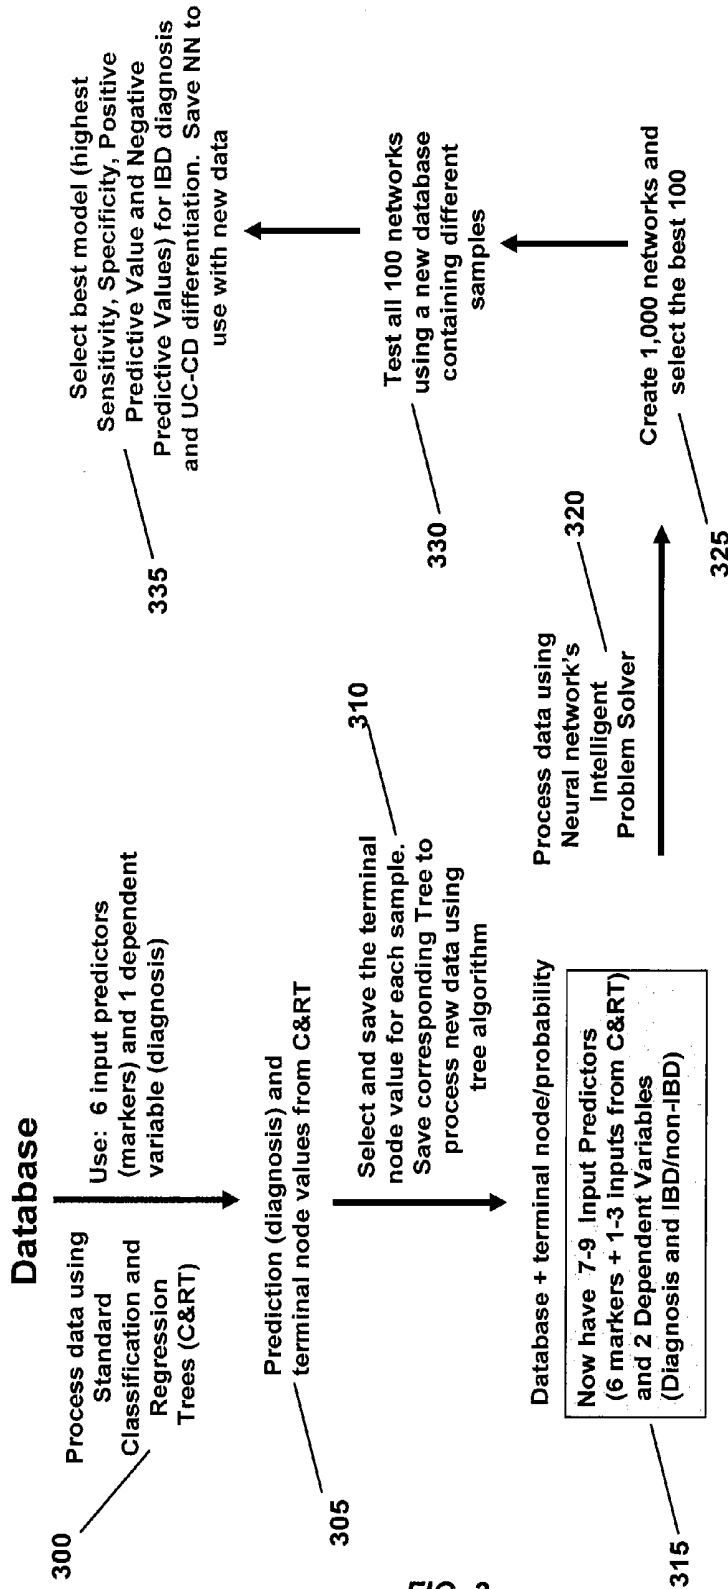 Database
Process data using
Standard
Classification and
Regression
Trees (C&RT)
300
Use: 6 input predictors
(markers) and 1 dependent
variable (diagnosis)
Prediction (diagnosis) and
terminal node values from C&RT
305
Select and save the terminal
node value for each sample.
Save corresponding Tree to
process new data using
tree algorithm
310
Database + terminal node/probability
Now have 7-9 Input Predictors
(6 markers + 1-3 inputs from C&RT)
and 2 Dependent Variables
(Diagnosis and IBD/non-IBD)
315
Process data using
Neural network's
Intelligent
Problem Solver
320
Create 1,000 networks and
select the best 100
325
Test all 100 networks
using a new database
containing different
samples
330
Select best model (highest
Sensitivity, Specificity, Positive
Predictive Value and Negative
Predictive Values) for IBD diagnosis
and UC-CD differentiation. Save NN to
use with new data
335